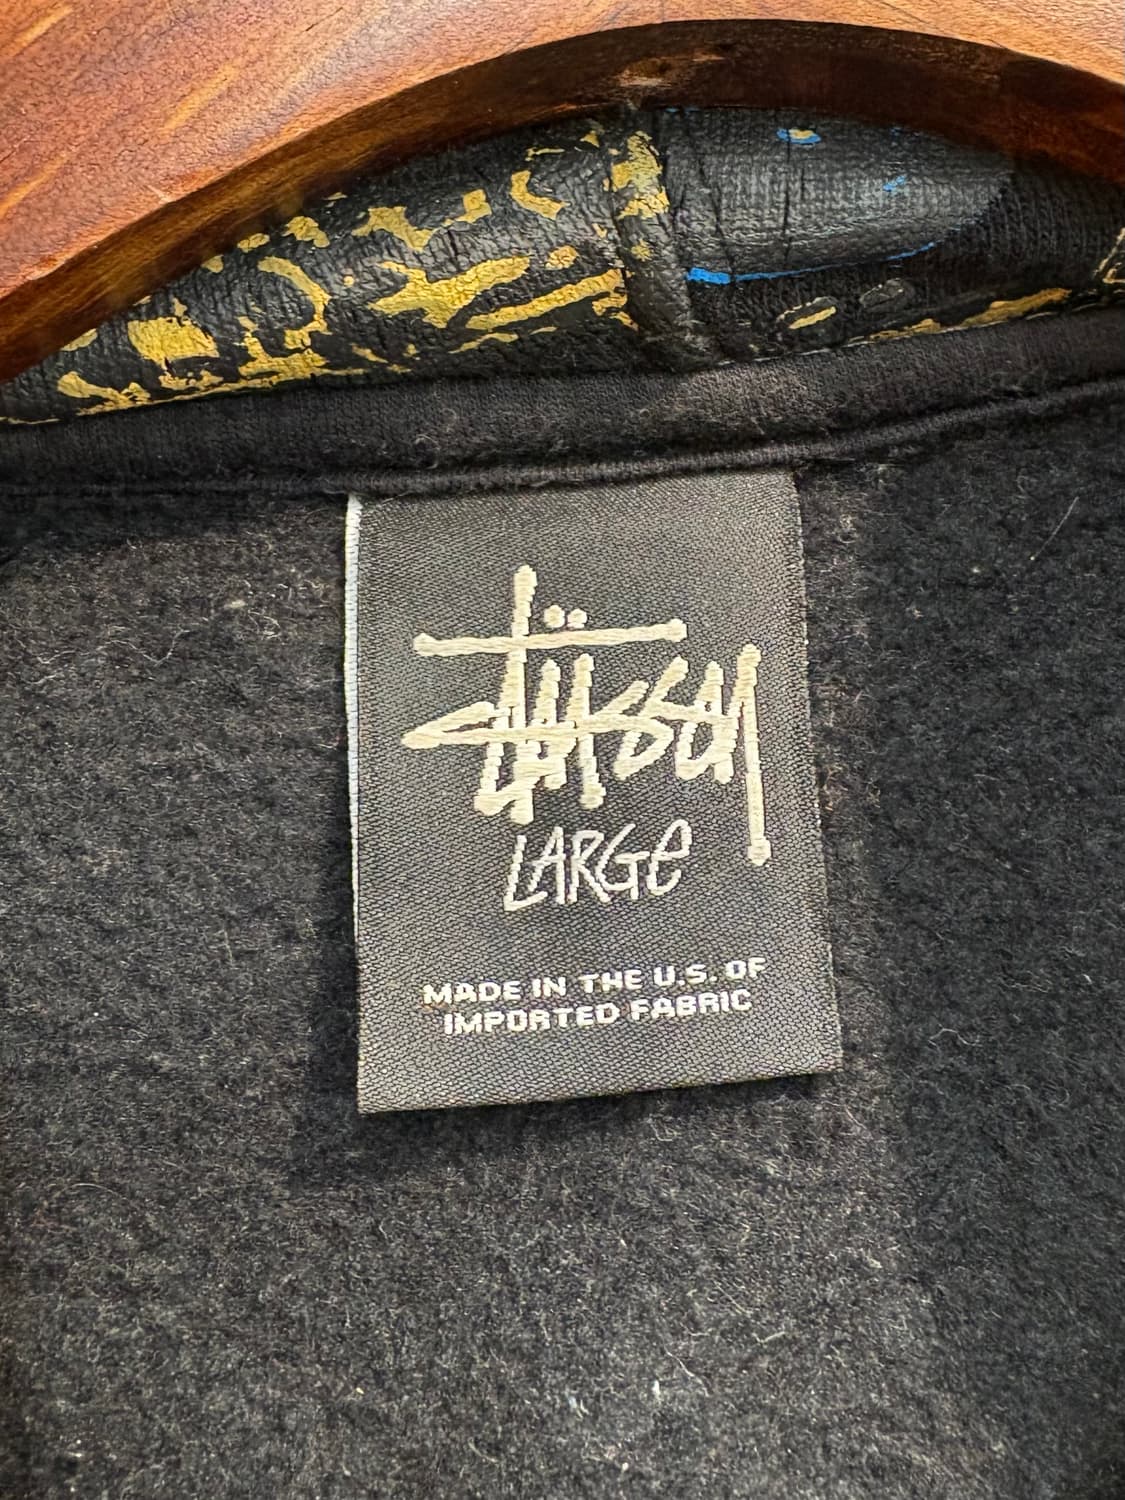 Stüssy
LARGe
MADE IN THE U.S. OF
IMPORTED FABRIC